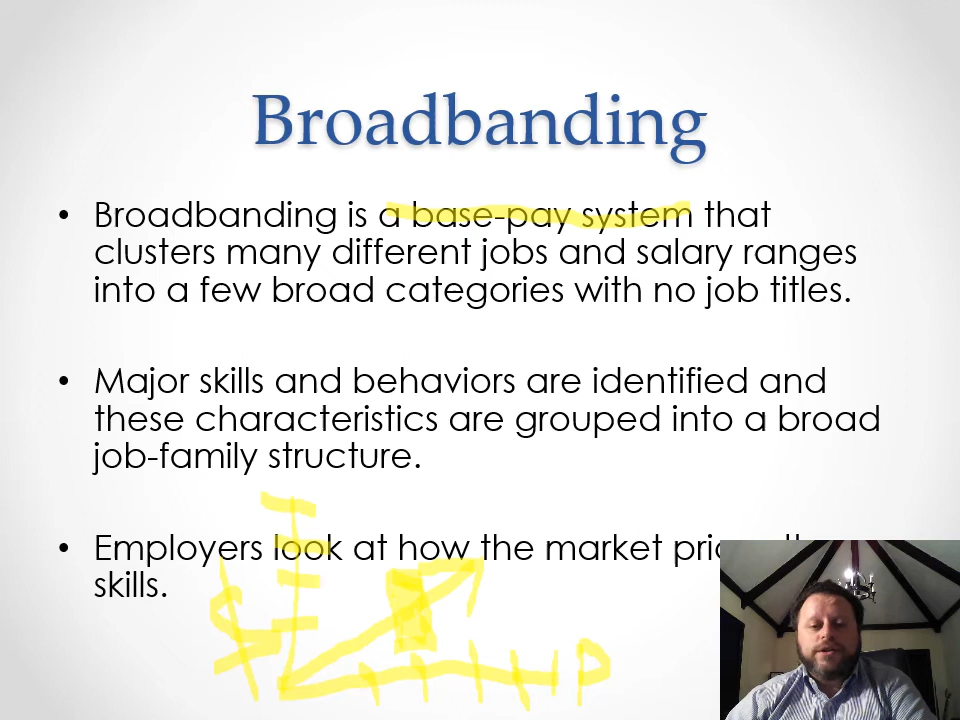 Broadbanding
• Broadbanding is a base-pay system that
clusters many different jobs and salary ranges
into a few broad categories with no job titles.
• Major skills and behaviors are identified and
these characteristics are grouped into a broad
job-family structure.
• Employers look at how the market
skills.
$
P